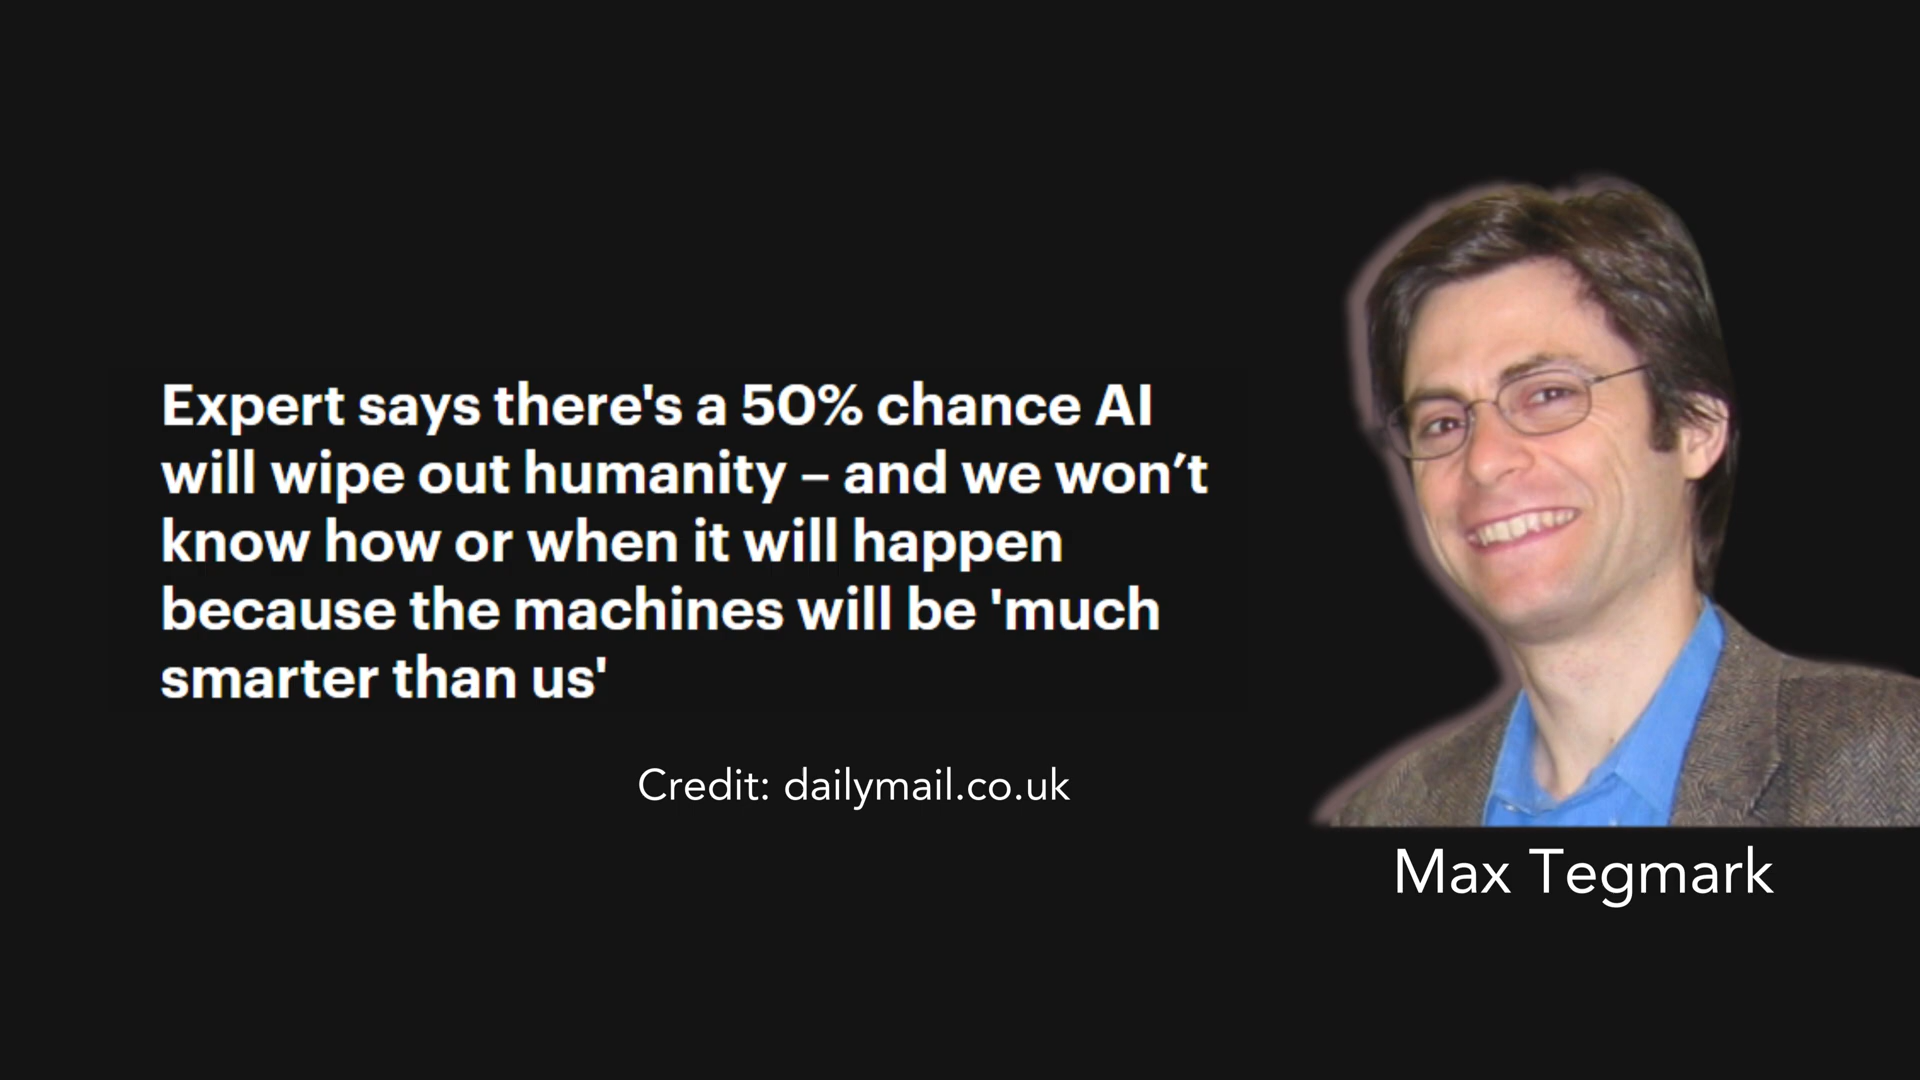 Expert says there's a 50% chance AI
will wipe out humanity – and we won’t
know how or when it will happen
because the machines will be 'much
smarter than us'
Credit: dailymail.co.uk
Max Tegmark